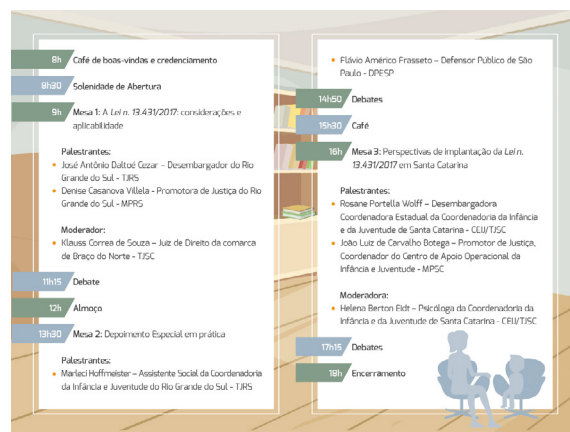 8h Café de boas-vindas e credenciamento
8h30 Solenidade de Abertura
9h Mesa 1: A Lei n. 13.431/2017: considerações e
aplicabilidade
Palestrantes:
• José Antônio Daltoé Cezar – Desembargador do Rio
Grande do Sul - TJRS
• Denise Casanova Villela - Promotora de Justiça do Rio
Grande do Sul - MPRS
Moderador:
• Klauss Correa de Souza – Juiz de Direito da comarca
de Braço do Norte - TJSC
11h15 Debate
12h Almoço
13h30 Mesa 2: Depoimento Especial em prática
Palestrantes:
• Marleci Hoffmeister – Assistente Social da Coordenadoria
da Infância e Juventude do Rio Grande do Sul - TJRS
• Flávio Américo Frasseto – Defensor Público de São
Paulo - DPESP
14h50 Debates
15h30 Café
16h Mesa 3: Perspectivas de implantação da Lei n.
13.431/2017 em Santa Catarina
Palestrantes:
• Rosane Portella Wolff – Desembargadora
Coordenadora Estadual da Coordenadoria da Infância
e da Juventude de Santa Catarina - CEIJ/TJSC
• João Luiz de Carvalho Botega – Promotor de Justiça,
Coordenador do Centro de Apoio Operacional da
Infância e Juventude - MPSC
Moderadora:
• Helena Berton Eidt – Psicóloga da Coordenadoria da
Infância e da Juventude de Santa Catarina - CEIJ/TJSC
17h15 Debates
18h Encerramento